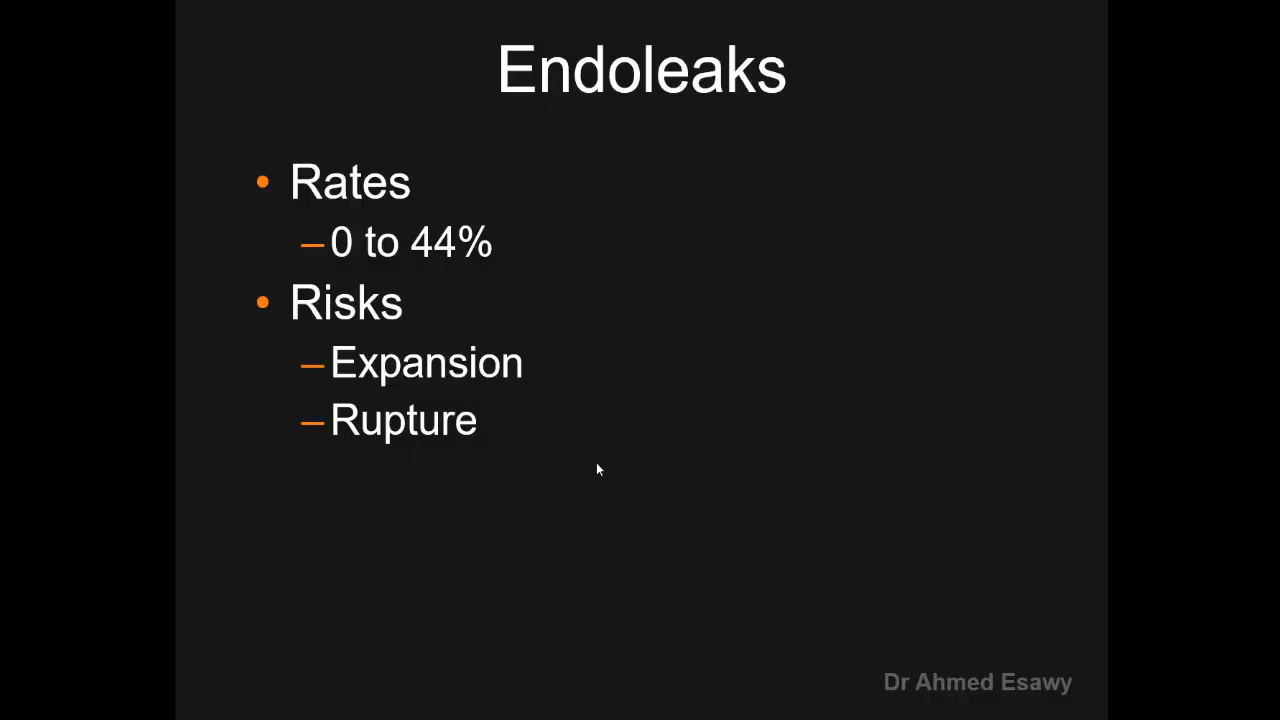 Endoleaks
• Rates
–0 to 44%
• Risks
–Expansion
–Rupture
Dr Ahmed Esawy